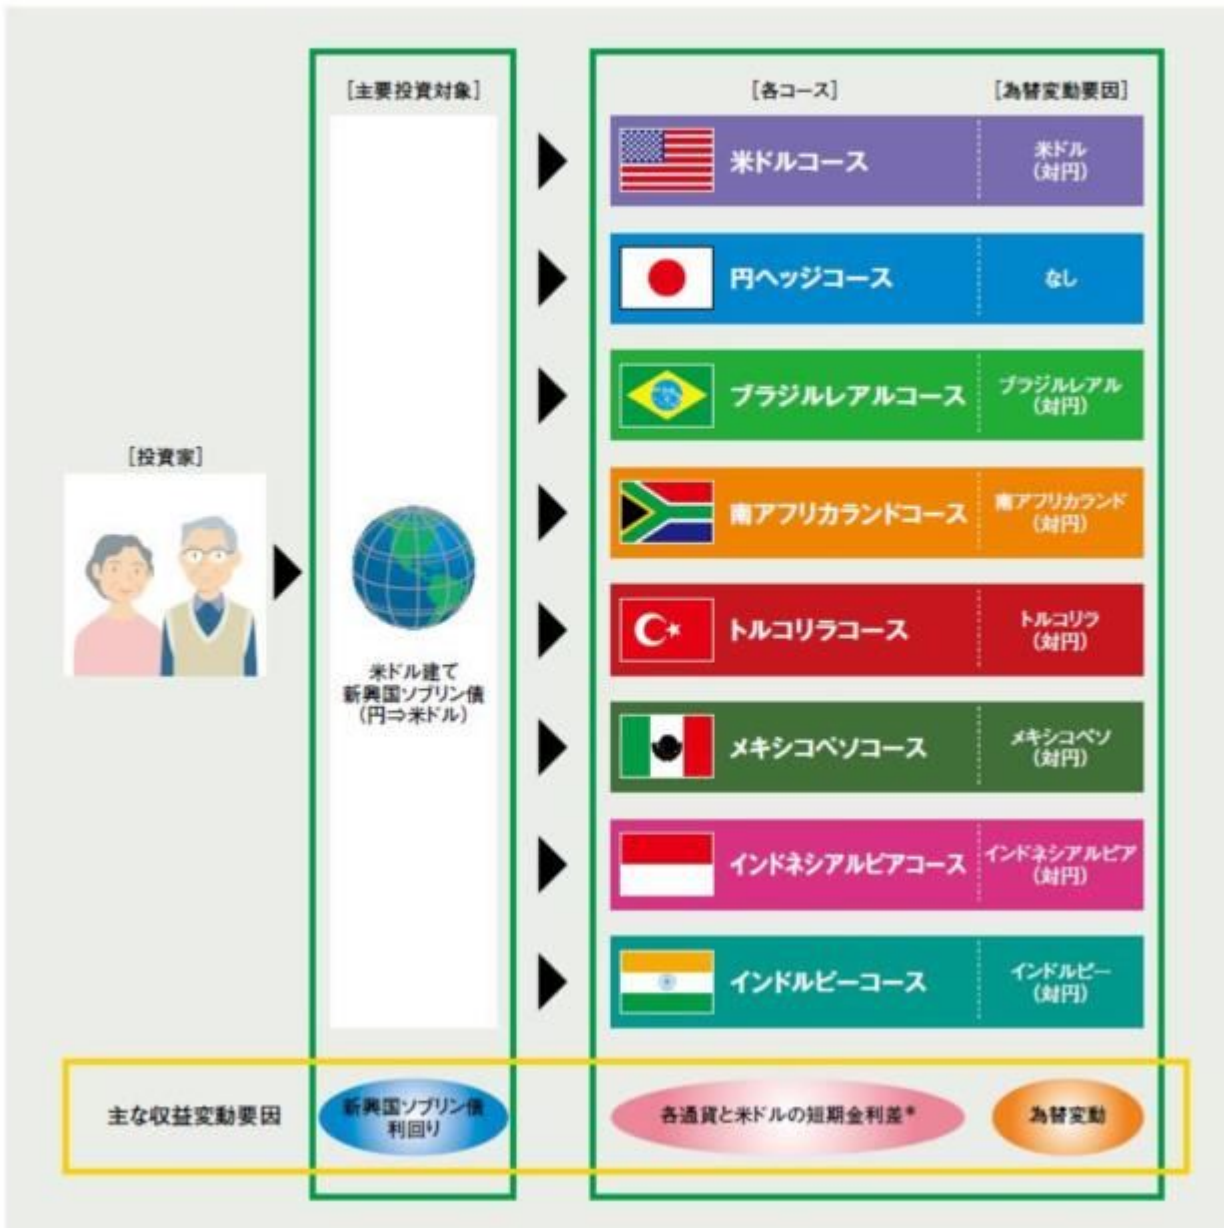 [主要投資対象]
[各コース]
[為替変動要因]
米ドルコース
米ドル
(対円)
円ヘッジコース
なし
ブラジルレアルコース
ブラジルレアル
(対円)
[投資家]
南アフリカランドコース
南アフリカランド
(対円)
トルコリラコース
トルコリラ
(対円)
米ドル建て
新興国ソブリン債
(円⇒米ドル)
メキシコペソコース
メキシコペソ
(対円)
インドネシアルピアコース
インドネシアルピア
(対円)
インドルピーコース
インドルピー
(対円)
主な収益変動要因
新興国ソブリン債
利回り
各通貨と米ドルの短期金利差*
為替変動